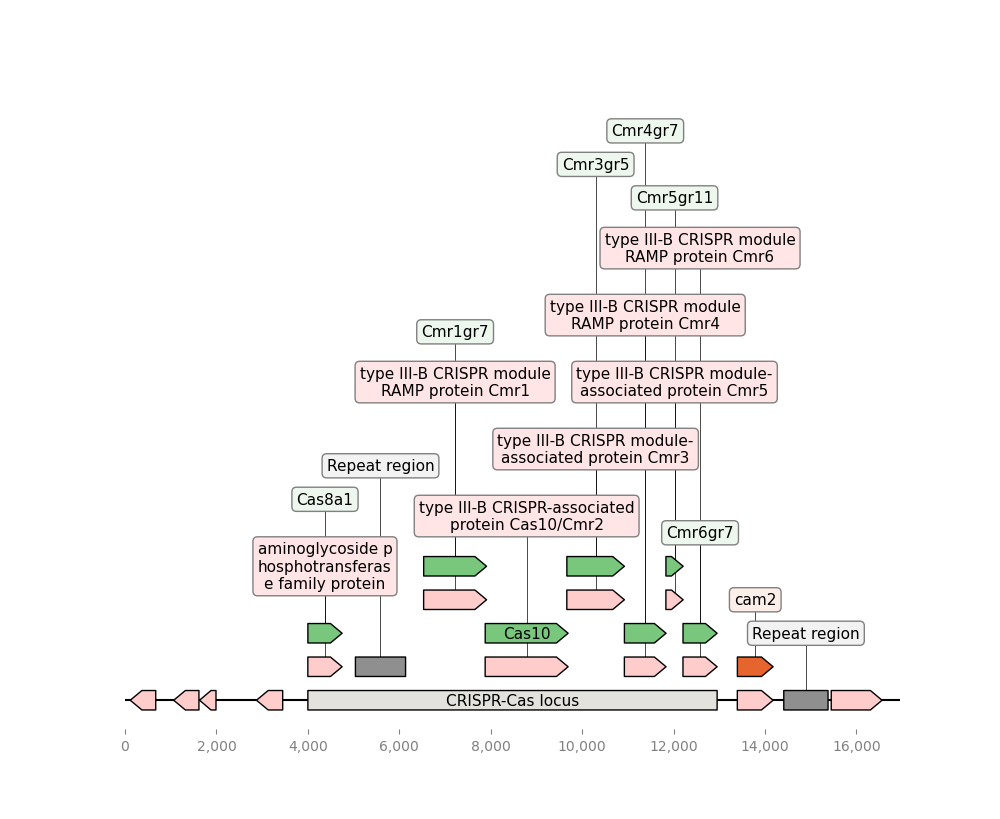 Cmr4gr7
Cmr3gr5
Cmr5gr11
type III-B CRISPR module
RAMP protein Cmr6
type III-B CRISPR module
RAMP protein Cmr4
Cmr1gr7
type III-B CRISPR module
RAMP protein Cmr1
type III-B CRISPR module-
associated protein Cmr5
type III-B CRISPR module-
associated protein Cmr3
Repeat region
Cas8a1
type III-B CRISPR-associated
protein Cas10/Cmr2
Cmr6gr7
aminoglycoside p
hosphotransferas
e family protein
cam2
Cas10
Repeat region
CRISPR-Cas locus
0 2,000 4,000 6,000 8,000 10,000 12,000 14,000 16,000